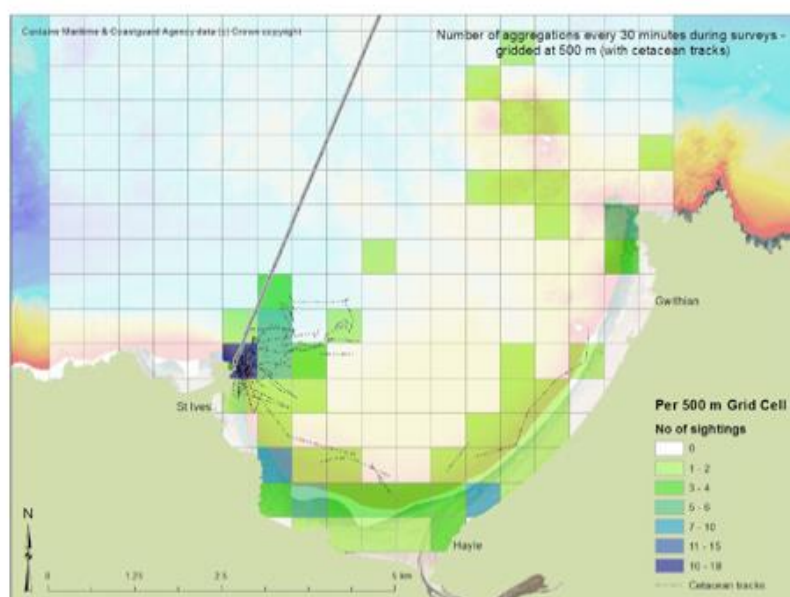 Contains Maritime & Coastguard Agency data (c) Crown copyright
Number of aggregations every 30 minutes during surveys -
gridded at 500 m (with cetacean tracks)
Gwithian
St Ives
Hayle
Per 500 m Grid Cell
No of sightings
0
1 - 2
3 - 4
5 - 6
7 - 10
11 - 15
16 - 18
Cetacean tracks
N
0 1.25 2.5 5 km